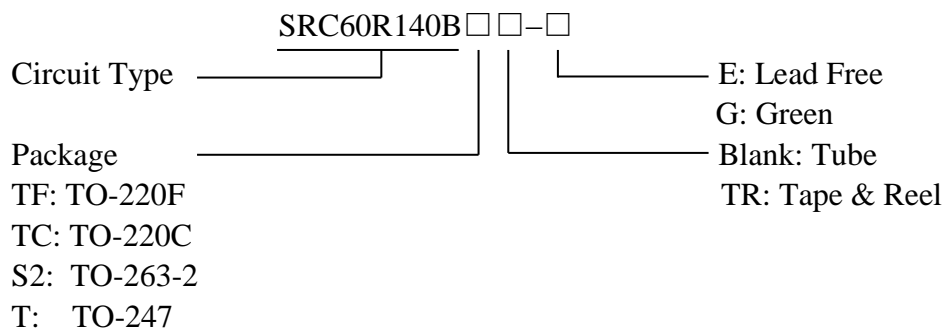 SRC60R140B□ □–□
Circuit Type
E: Lead Free
G: Green
Package
Blank: Tube
TF: TO-220F
TR: Tape & Reel
TC: TO-220C
S2: TO-263-2
T: TO-247